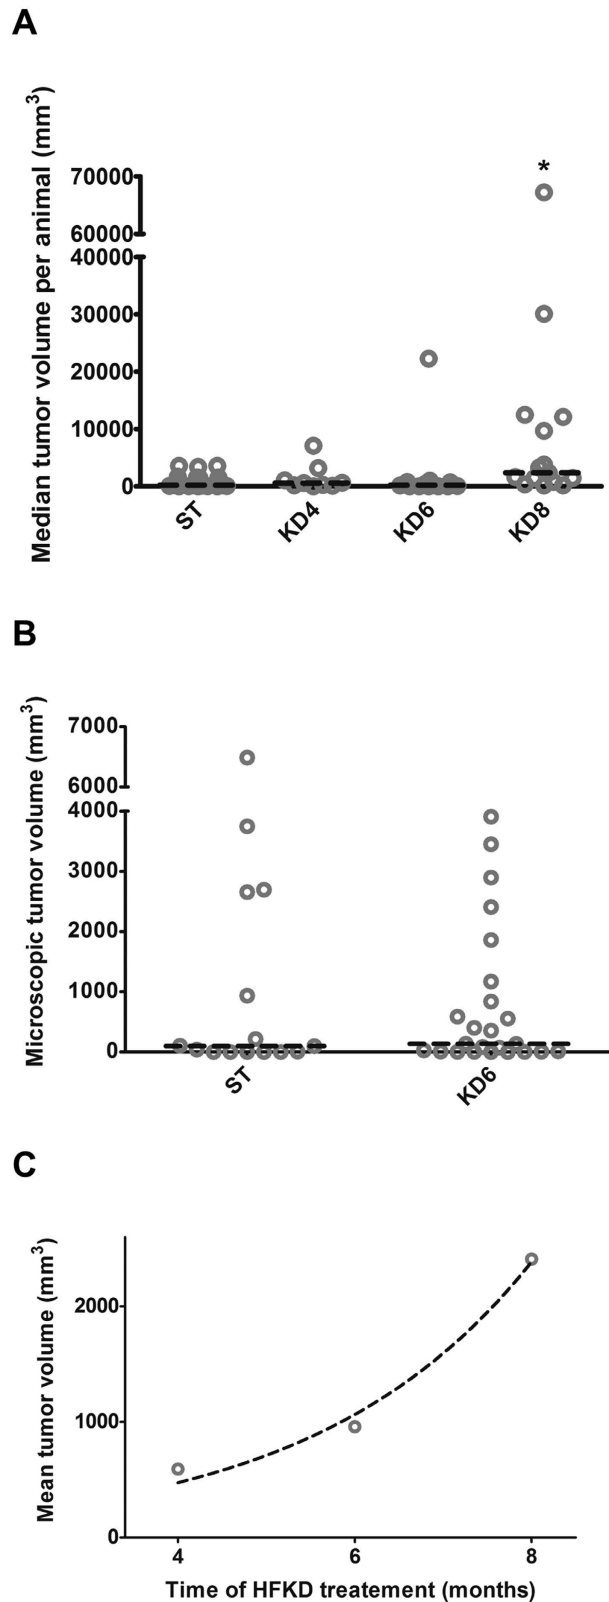 A
Median tumor volume per animal (mm³)
70000
60000
40000
30000
20000
10000
0
*
ST
KD4
KD6
KD8
B
Microscopic tumor volume (mm³)
7000
6000
4000
3000
2000
1000
0
ST
KD6
C
Mean tumor volume (mm³)
2000
1000
0
4
6
8
Time of HFKD treatement (months)